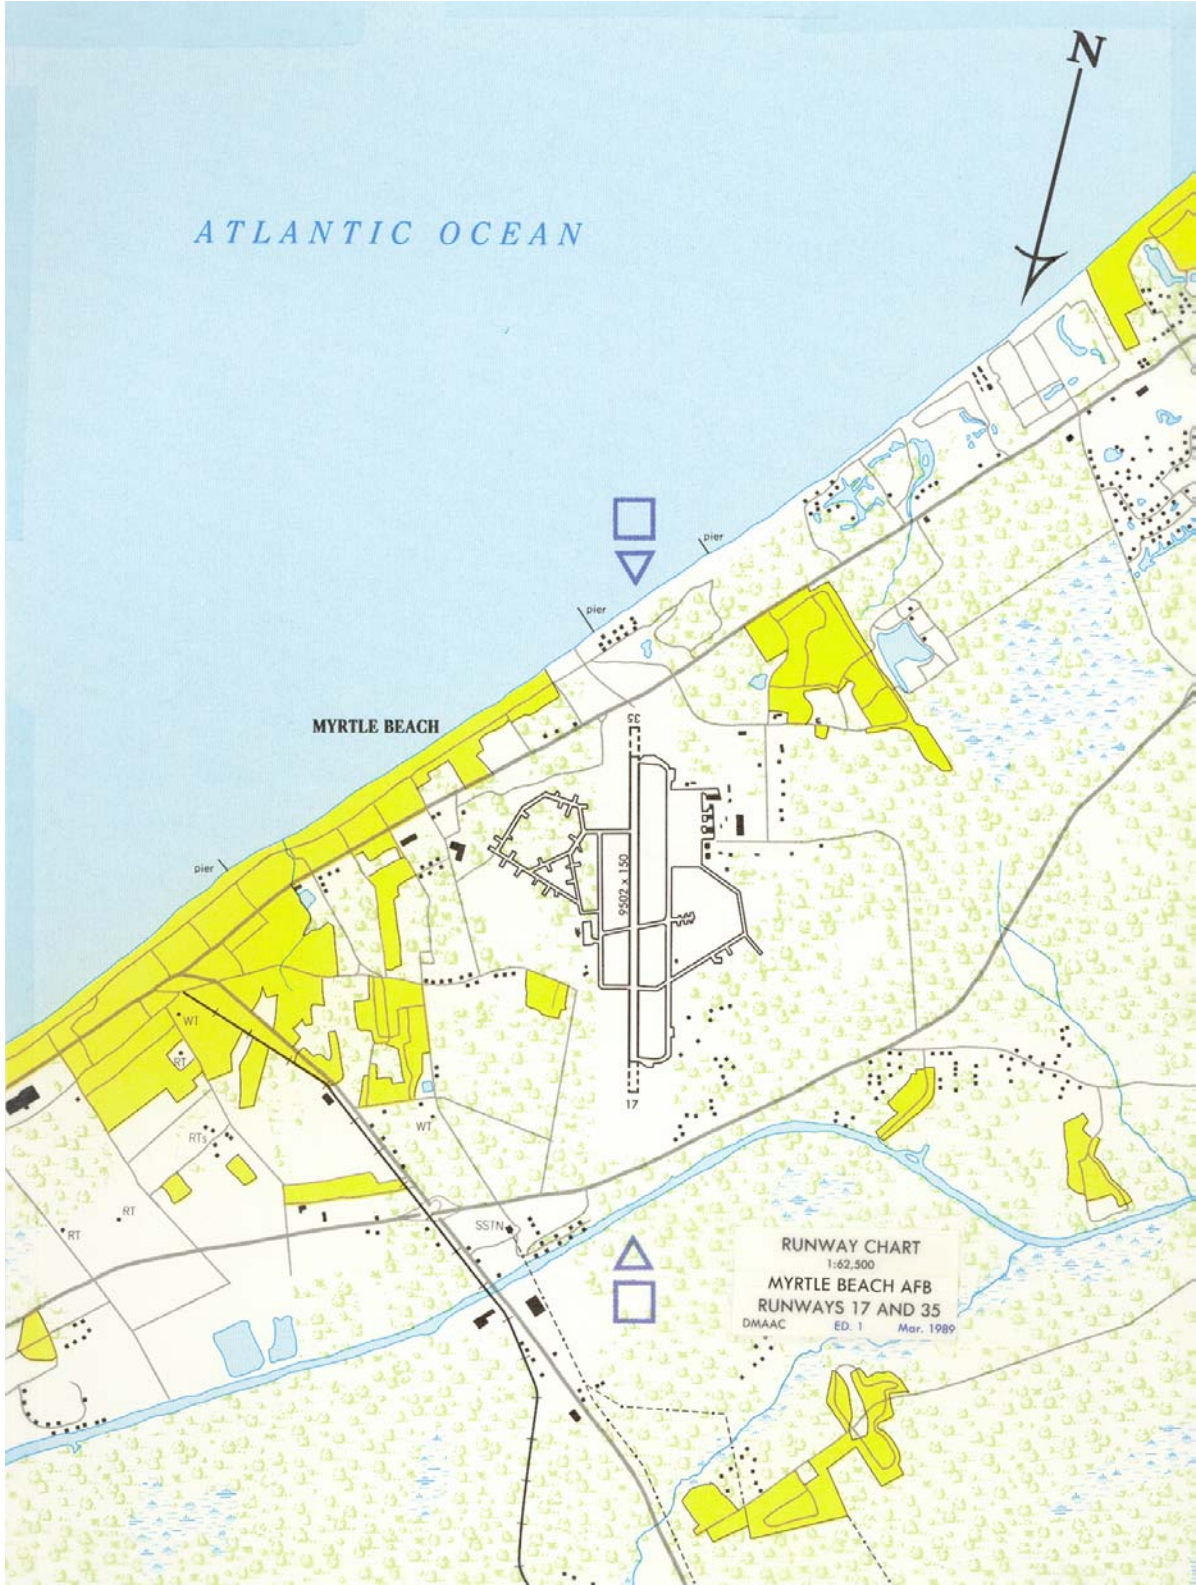 N
ATLANTIC OCEAN
pier
pier
MYRTLE BEACH
35
pier
9502 x 150
WT
RT
17
WT
RTs
RT
RT
SSTN
RUNWAY CHART
1:62,500
MYRTLE BEACH AFB
RUNWAYS 17 AND 35
DMAAC ED. 1 Mar. 1989